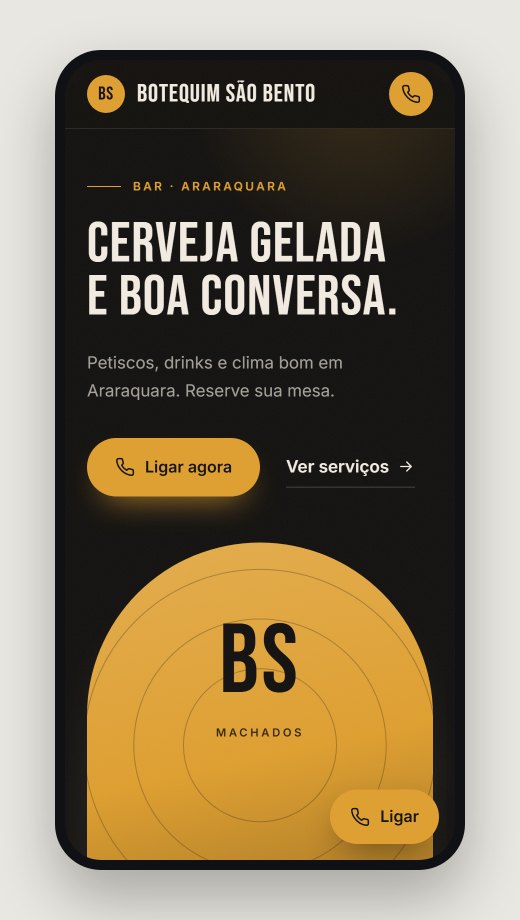 BS BOTEQUIM SÃO BENTO
BAR · ARARAQUARA
CERVEJA GELADA
E BOA CONVERSA.
Petiscos, drinks e clima bom em
Araraquara. Reserve sua mesa.
Ligar agora
Ver serviços →
BS
MACHADOS
Ligar